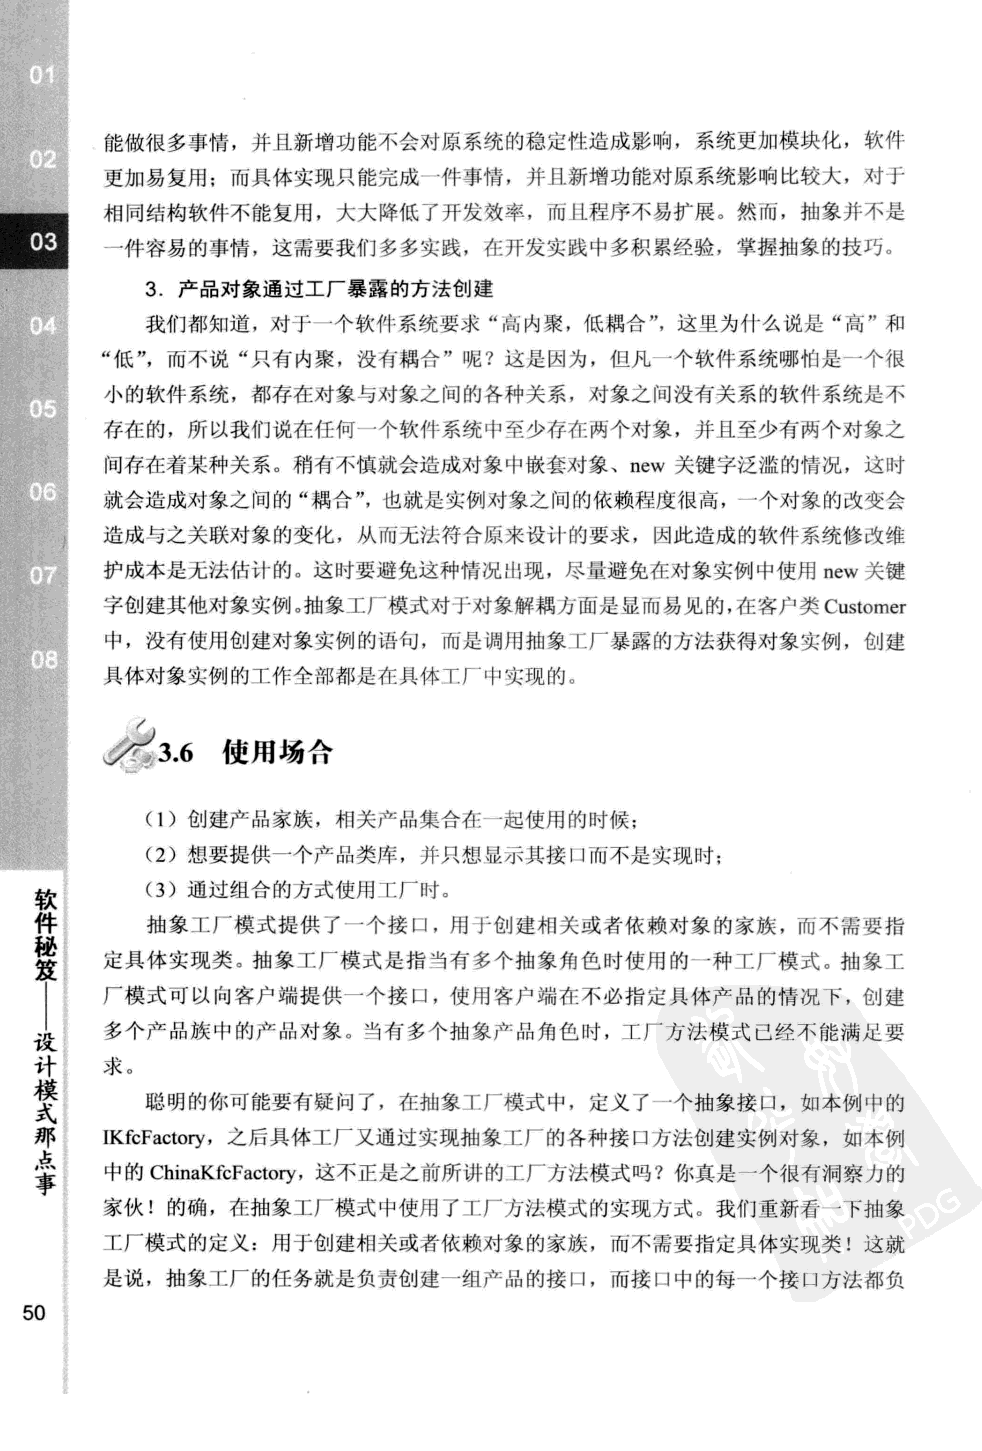 01
02
03
04
05
06
07
08
能做很多事情，并且新增功能不会对原系统的稳定性造成影响，系统更加模块化，软件
更加易复用；而具体实现只能完成一件事情，并且新增功能对原系统影响比较大，对于
相同结构软件不能复用，大大降低了开发效率，而且程序不易扩展。然而，抽象并不是
一件容易的事情，这需要我们多多实践，在开发实践中多积累经验，掌握抽象的技巧。
3．产品对象通过工厂暴露的方法创建
我们都知道，对于一个软件系统要求“高内聚，低耦合”，这里为什么说是“高”和
“低”，而不说“只有内聚，没有耦合”呢？这是因为，但凡一个软件系统哪怕是一个很
小的软件系统，都存在对象与对象之间的各种关系，对象之间没有关系的软件系统是不
存在的，所以我们说在任何一个软件系统中至少存在两个对象，并且至少有两个对象之
间存在着某种关系。稍有不慎就会造成对象中嵌套对象、new 关键字泛滥的情况，这时
就会造成对象之间的“耦合”，也就是实例对象之间的依赖程度很高，一个对象的改变会
造成与之关联对象的变化，从而无法符合原来设计的要求，因此造成的软件系统修改维
护成本是无法估计的。这时要避免这种情况出现，尽量避免在对象实例中使用 new 关键
字创建其他对象实例。抽象工厂模式对于对象解耦方面是显而易见的，在客户类 Customer
中，没有使用创建对象实例的语句，而是调用抽象工厂暴露的方法获得对象实例，创建
具体对象实例的工作全部都是在具体工厂中实现的。
3.6 使用场合
（1）创建产品家族，相关产品集合在一起使用的时候；
（2）想要提供一个产品类库，并只想显示其接口而不是实现时；
（3）通过组合的方式使用工厂时。
抽象工厂模式提供了一个接口，用于创建相关或者依赖对象的家族，而不需要指
定具体实现类。抽象工厂模式是指当有多个抽象角色时使用的一种工厂模式。抽象工
厂模式可以向客户端提供一个接口，使用客户端在不必指定具体产品的情况下，创建
多个产品族中的产品对象。当有多个抽象产品角色时，工厂方法模式已经不能满足要
求。
聪明的你可能要有疑问了，在抽象工厂模式中，定义了一个抽象接口，如本例中的
IKfcFactory，之后具体工厂又通过实现抽象工厂的各种接口方法创建实例对象，如本例
中的 ChinaKfcFactory，这不正是之前所讲的工厂方法模式吗？你真是一个很有洞察力的
家伙！的确，在抽象工厂模式中使用了工厂方法模式的实现方式。我们重新看一下抽象
工厂模式的定义：用于创建相关或者依赖对象的家族，而不需要指定具体实现类！这就
是说，抽象工厂的任务就是负责创建一组产品的接口，而接口中的每一个接口方法都负
软件秘笈——设计模式那点事
50
PDG